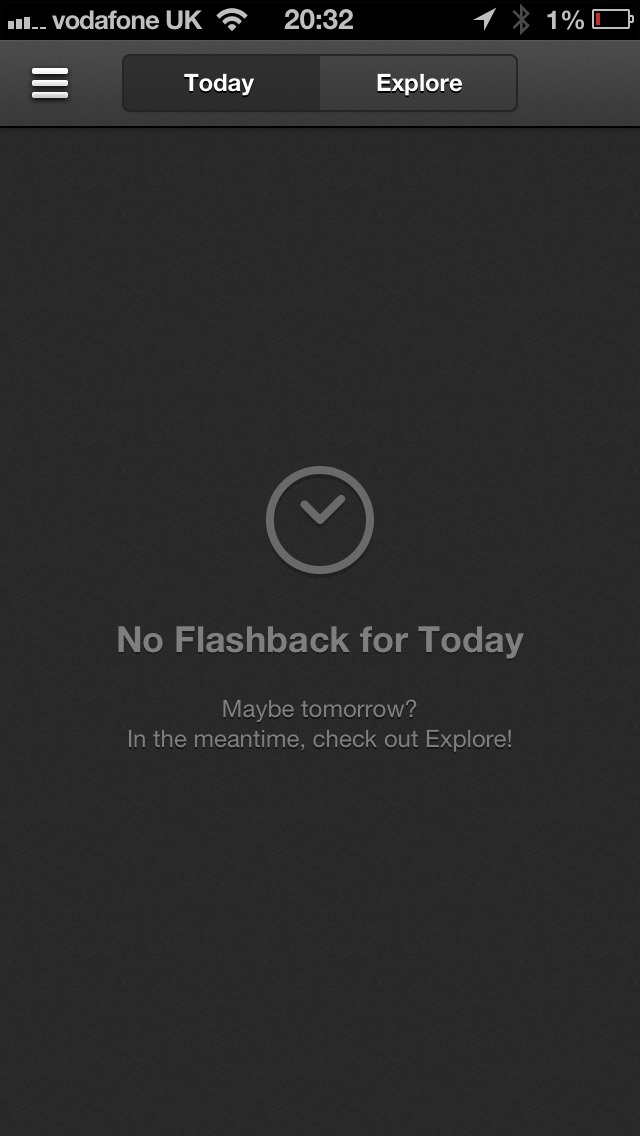 vodafone UK 20:32 1%
Today Explore
No Flashback for Today
Maybe tomorrow?
In the meantime, check out Explore!